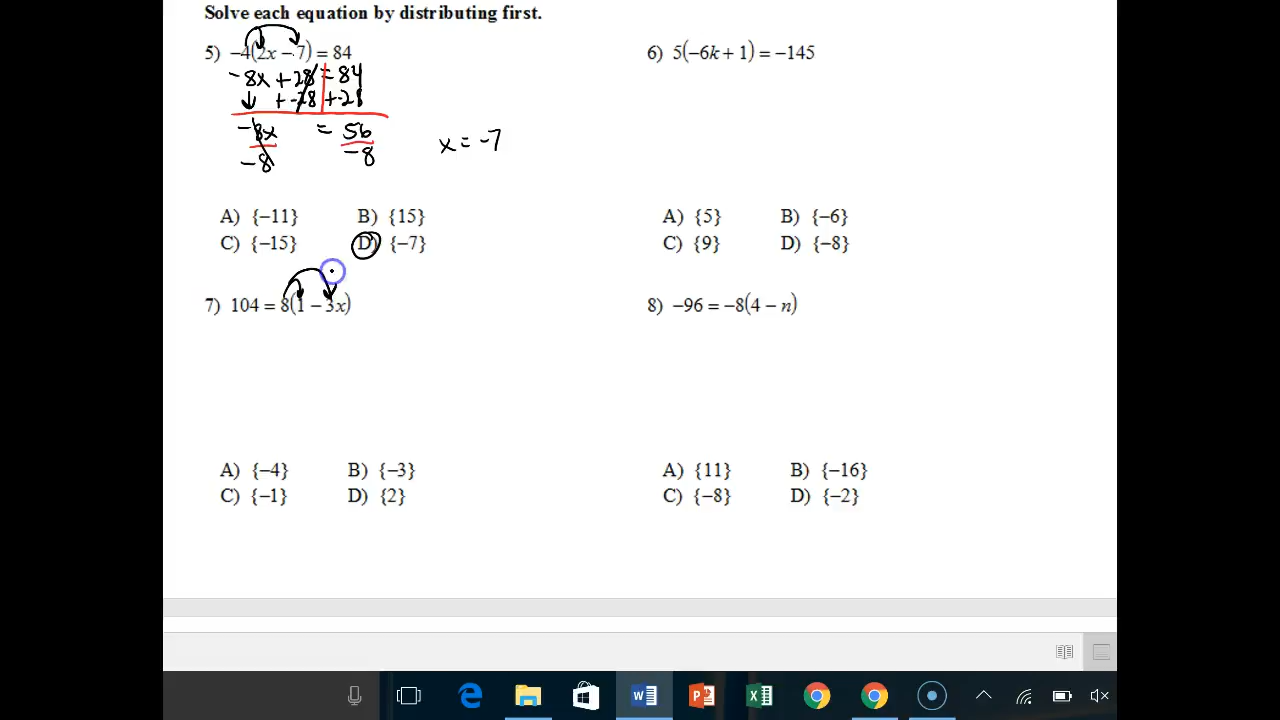 Solve each equation by distributing first.
5) −4(2x − 7) = 84
-8x + 28 = 84
+ -28 + -28
-8x = 56
-8 -8
x = -7
A) {−11} B) {15}
C) {−15} D) {−7}
6) 5(−6k + 1) = −145
A) {5} B) {−6}
C) {9} D) {−8}
7) 104 = 8(1 − 3x)
A) {−4} B) {−3}
C) {−1} D) {2}
8) −96 = −8(4 − n)
A) {11} B) {−16}
C) {−8} D) {−2}